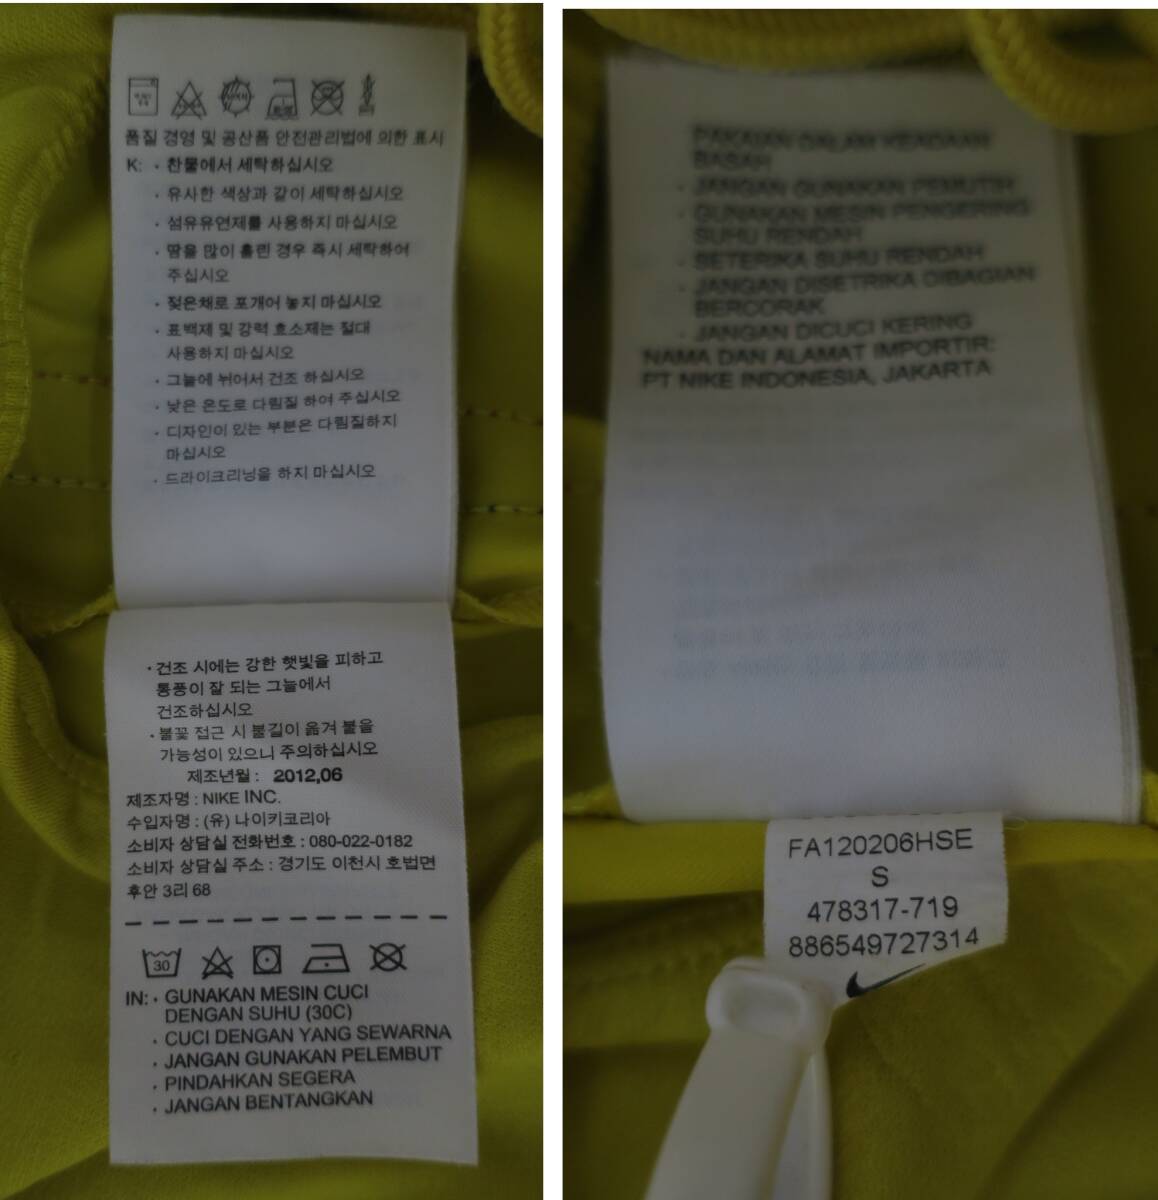 품질 경영 및 공산품 안전관리법에 의한 표시
K: · 찬물에서 세탁하십시오
· 유사한 색상과 같이 세탁하십시오
· 섬유유연제를 사용하지 마십시오
· 땀을 많이 흘린 경우 즉시 세탁하여
주십시오
· 젖은채로 포개어 놓지 마십시오
· 표백제 및 강력 효소제는 절대
사용하지 마십시오
· 그늘에 뉘어서 건조 하십시오
· 낮은 온도로 다림질 하여 주십시오
· 디자인이 있는 부분은 다림질하지
마십시오
· 드라이크리닝을 하지 마십시오
· 건조 시에는 강한 햇빛을 피하고
통풍이 잘 되는 그늘에서
건조하십시오
· 불꽃 접근 시 불길이 옮겨 붙을
가능성이 있으니 주의하십시오
제조년월 : 2012,06
제조자명 : NIKE INC.
수입자명 : (유) 나이키코리아
소비자 상담실 전화번호 : 080-022-0182
소비자 상담실 주소 : 경기도 이천시 호법면
후안 3리 68
30
IN: · GUNAKAN MESIN CUCI
DENGAN SUHU (30C)
· CUCI DENGAN YANG SEWARNA
· JANGAN GUNAKAN PELEMBUT
· PINDAHKAN SEGERA
· JANGAN BENTANGKAN
PAKAIAN DALAM KEADAAN
BASAH
· JANGAN GUNAKAN PEMUTIH
· GUNAKAN MESIN PENGERING
SUHU RENDAH
· SETERIKA SUHU RENDAH
· JANGAN DISETRIKA DIBAGIAN
BERCORAK
· JANGAN DICUCI KERING
NAMA DAN ALAMAT IMPORTIR:
PT NIKE INDONESIA, JAKARTA
FA120206HSE
S
478317-719
886549727314